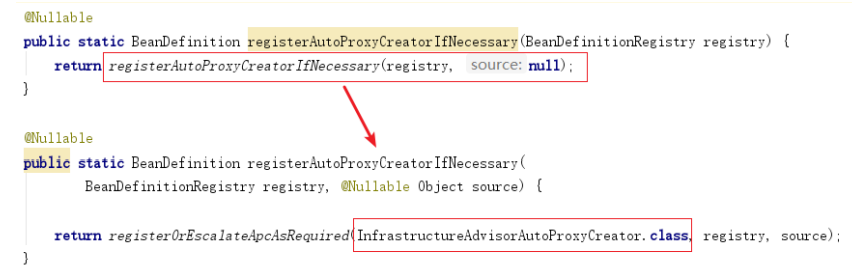 @Nullable
public static BeanDefinition registerAutoProxyCreatorIfNecessary(BeanDefinitionRegistry registry) {
return registerAutoProxyCreatorIfNecessary(registry, source: null);
}
@Nullable
public static BeanDefinition registerAutoProxyCreatorIfNecessary(
BeanDefinitionRegistry registry, @Nullable Object source) {
return registerOrEscalateApcAsRequired(InfrastructureAdvisorAutoProxyCreator.class, registry, source);
}